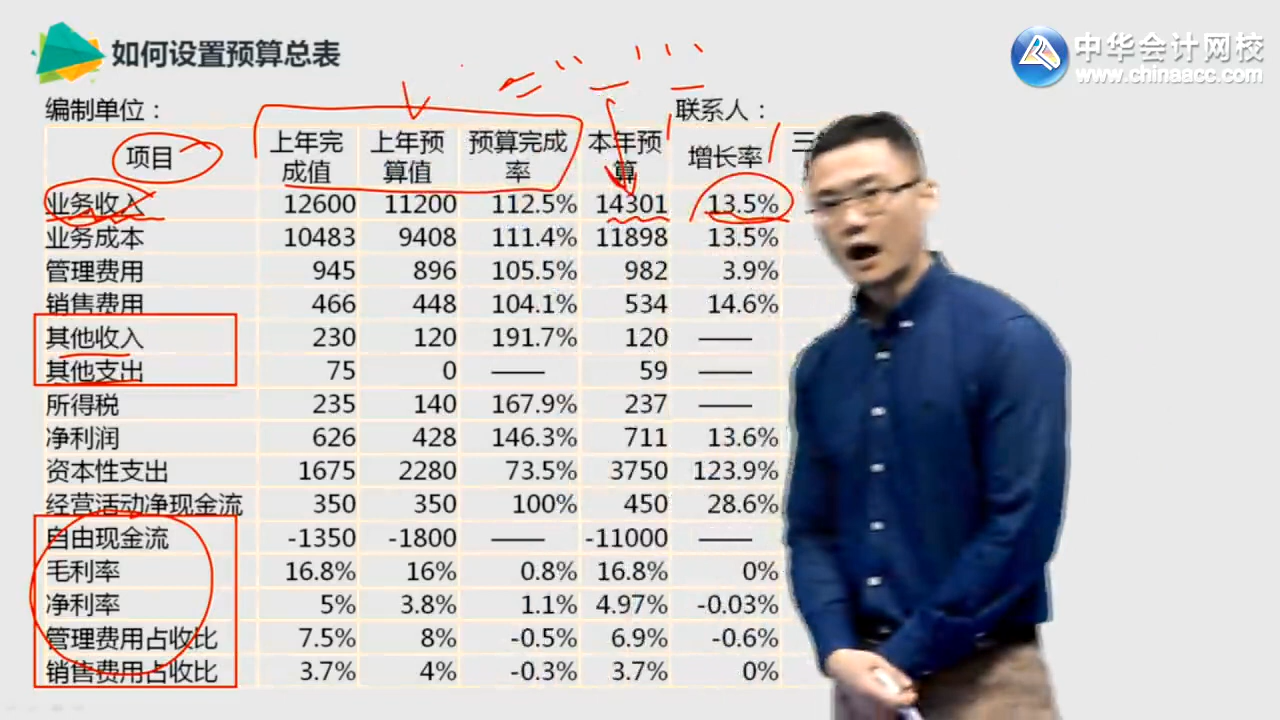 如何设置预算总表
中华会计网校
www.chinaacc.com
编制单位： 联系人：
项目 上年完成值 上年预算值 预算完成率 本年预算 增长率 三
业务收入 12600 11200 112.5% 14301 13.5%
业务成本 10483 9408 111.4% 11898 13.5%
管理费用 945 896 105.5% 982 3.9%
销售费用 466 448 104.1% 534 14.6%
其他收入 230 120 191.7% 120 ——
其他支出 75 0 —— 59 ——
所得税 235 140 167.9% 237 ——
净利润 626 428 146.3% 711 13.6%
资本性支出 1675 2280 73.5% 3750 123.9%
经营活动净现金流 350 350 100% 450 28.6%
自由现金流 -1350 -1800 —— -11000 ——
毛利率 16.8% 16% 0.8% 16.8% 0%
净利率 5% 3.8% 1.1% 4.97% -0.03%
管理费用占收比 7.5% 8% -0.5% 6.9% -0.6%
销售费用占收比 3.7% 4% -0.3% 3.7% 0%